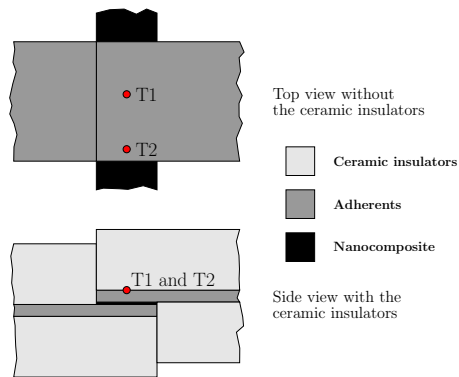 T1
T2
Top view without
the ceramic insulators
Ceramic insulators
Adherents
Nanocomposite
T1 and T2
Side view with the
ceramic insulators